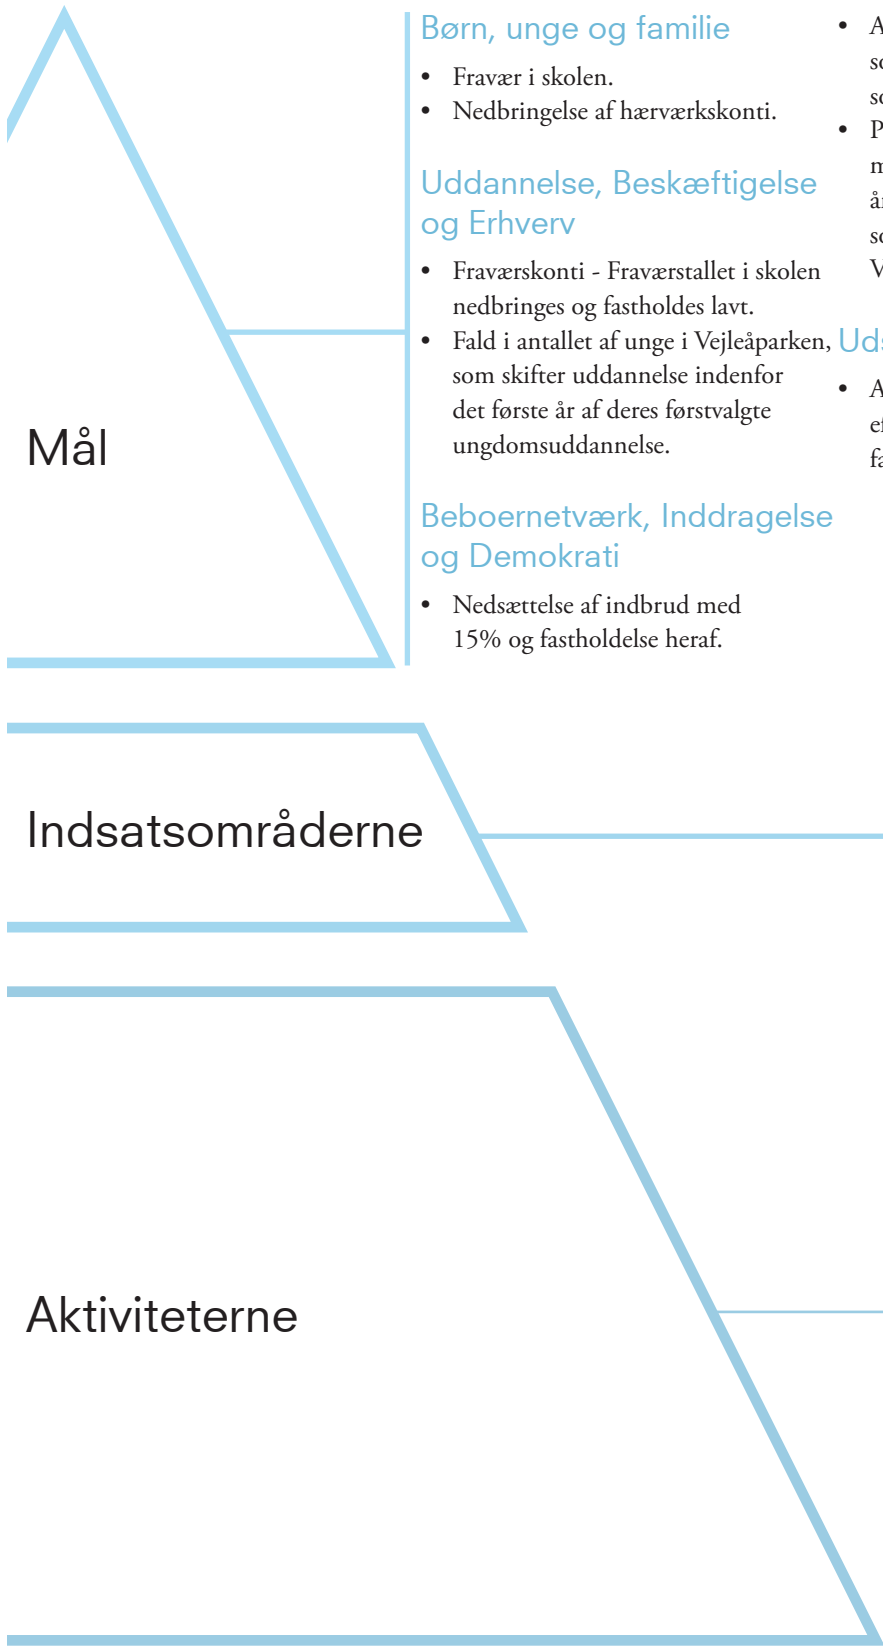 Børn, unge og familie
• Fravær i skolen.
• Nedbringelse af hærværkskonti.
Uddannelse, Beskæftigelse
og Erhverv
• Fraværskonti - Fraværstallet i skolen
nedbringes og fastholdes lavt.
• Fald i antallet af unge i Vejleåparken,
som skifter uddannelse indenfor
det første år af deres førstvalgte
ungdomsuddannelse.
Beboernetværk, Inddragelse
og Demokrati
• Nedsættelse af indbrud med
15% og fastholdelse heraf.
Mål
Indsatsområderne
Aktiviteterne